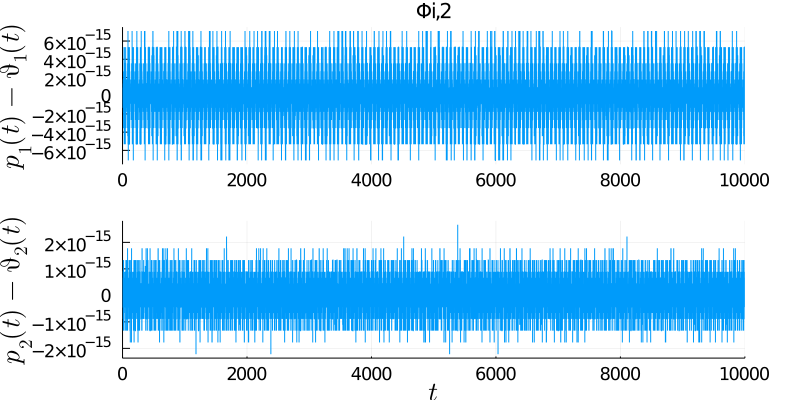 Φi,2
p₁(t) − ϑ₁(t)
6×10⁻¹⁵
4×10⁻¹⁵
2×10⁻¹⁵
0
−2×10⁻¹⁵
−4×10⁻¹⁵
−6×10⁻¹⁵
0 2000 4000 6000 8000 10000
p₂(t) − ϑ₂(t)
2×10⁻¹⁵
1×10⁻¹⁵
0
−1×10⁻¹⁵
−2×10⁻¹⁵
0 2000 4000 6000 8000 10000
t